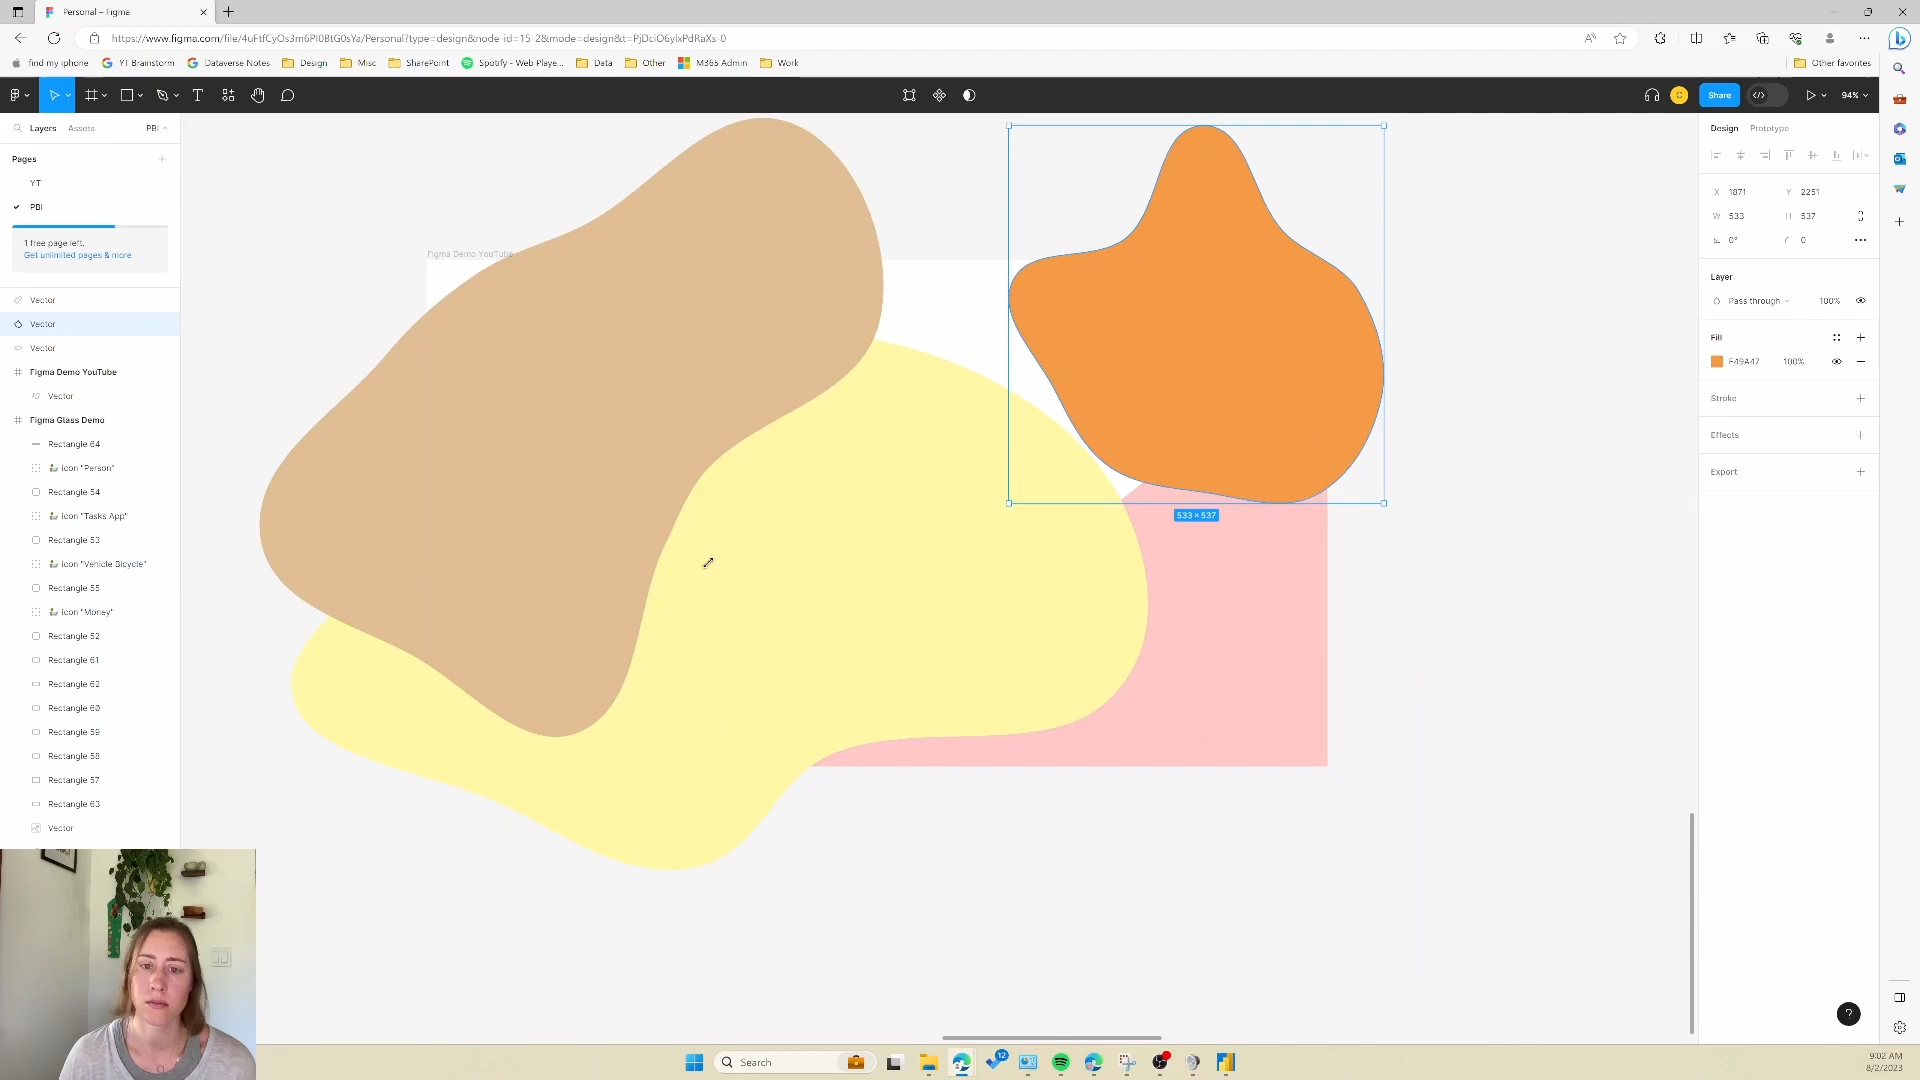 Personal – Figma
https://www.figma.com/file/4uFtfCyOs3m6PI0BtG0sYa/Personal?type=design&node_id=15-2&mode=design&t=PjDciO6ylxPdRaXs-0
find my iphone
YT Brainstorm
Dataverse Notes
Design
Misc
SharePoint
Spotify - Web Playe...
Data
Other
M365 Admin
Work
Other favorites
Share
94%
Layers
Assets
PBI
Pages
YT
PBI
1 free page left.
Get unlimited pages & more
Vector
Vector
Vector
Figma Demo YouTube
Vector
Figma Glass Demo
Rectangle 64
icon "Person"
Rectangle 54
icon "Tasks App"
Rectangle 53
icon "Vehicle Bicycle"
Rectangle 55
icon "Money"
Rectangle 52
Rectangle 61
Rectangle 62
Rectangle 60
Rectangle 59
Rectangle 58
Rectangle 57
Rectangle 63
Vector
Figma Demo YouTube
533 × 537
Design
Prototype
X 1871
Y 2251
W 533
H 537
0°
0
Layer
Pass through
100%
Fill
F49A47
100%
Stroke
Effects
Export
?
Search
12
9:02 AM
8/2/2023